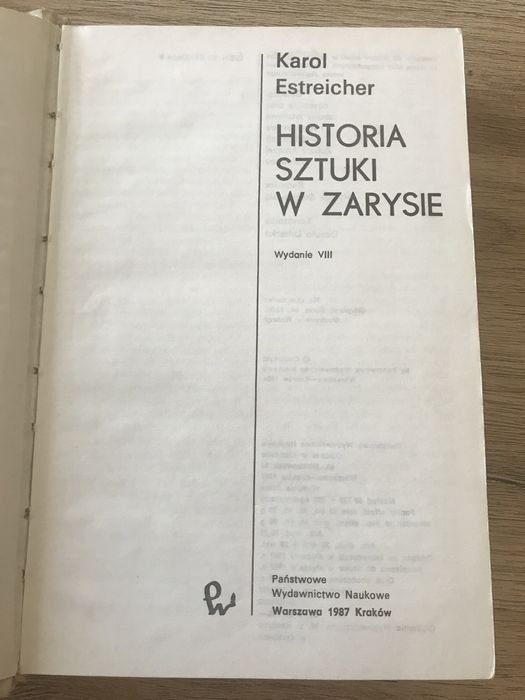 Karol
Estreicher
HISTORIA
SZTUKI
W ZARYSIE
Wydanie VIII
Państwowe
Wydawnictwo Naukowe
Warszawa 1987 Kraków